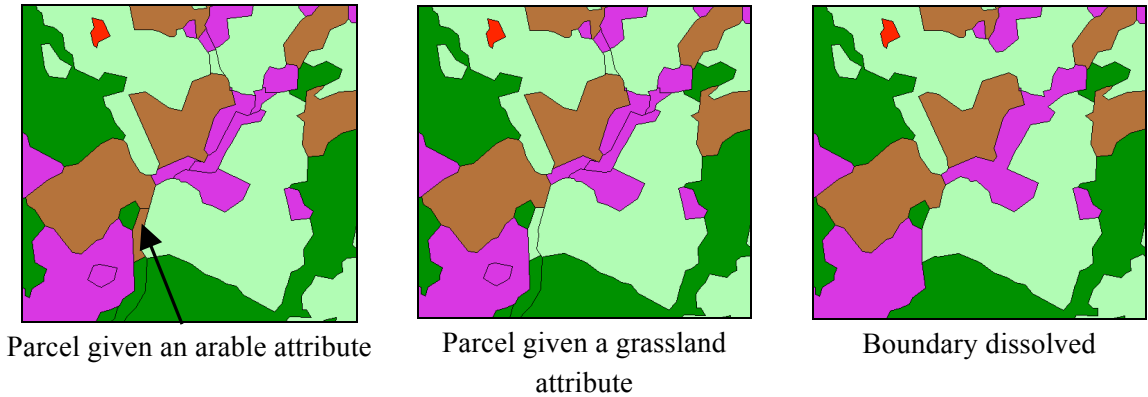 Parcel given an arable attribute
Parcel given a grassland
attribute
Boundary dissolved